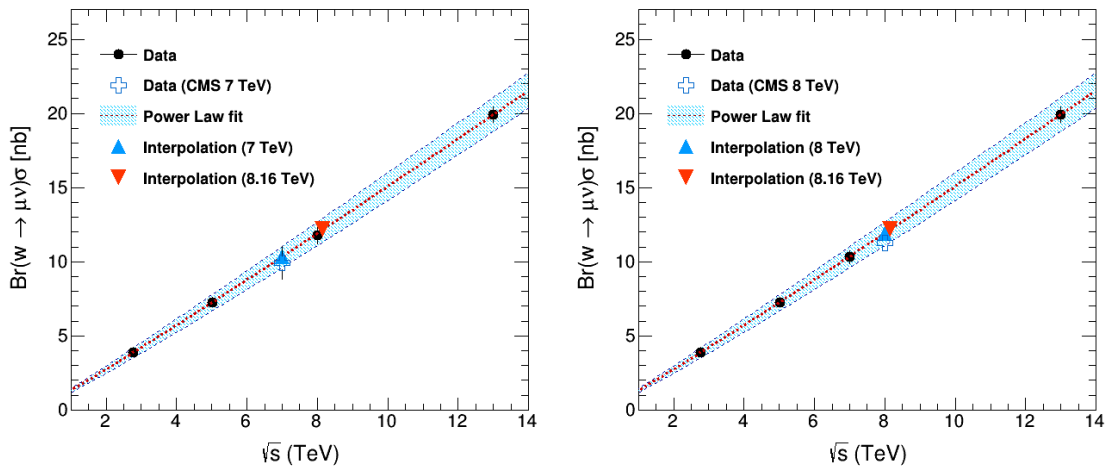 25
20
15
10
5
0
Br(w → μν)σ [nb]
Data
Data (CMS 7 TeV)
Power Law fit
Interpolation (7 TeV)
Interpolation (8.16 TeV)
2 4 6 8 10 12 14
√s (TeV)
25
20
15
10
5
0
Br(w → μν)σ [nb]
Data
Data (CMS 8 TeV)
Power Law fit
Interpolation (8 TeV)
Interpolation (8.16 TeV)
2 4 6 8 10 12 14
√s (TeV)